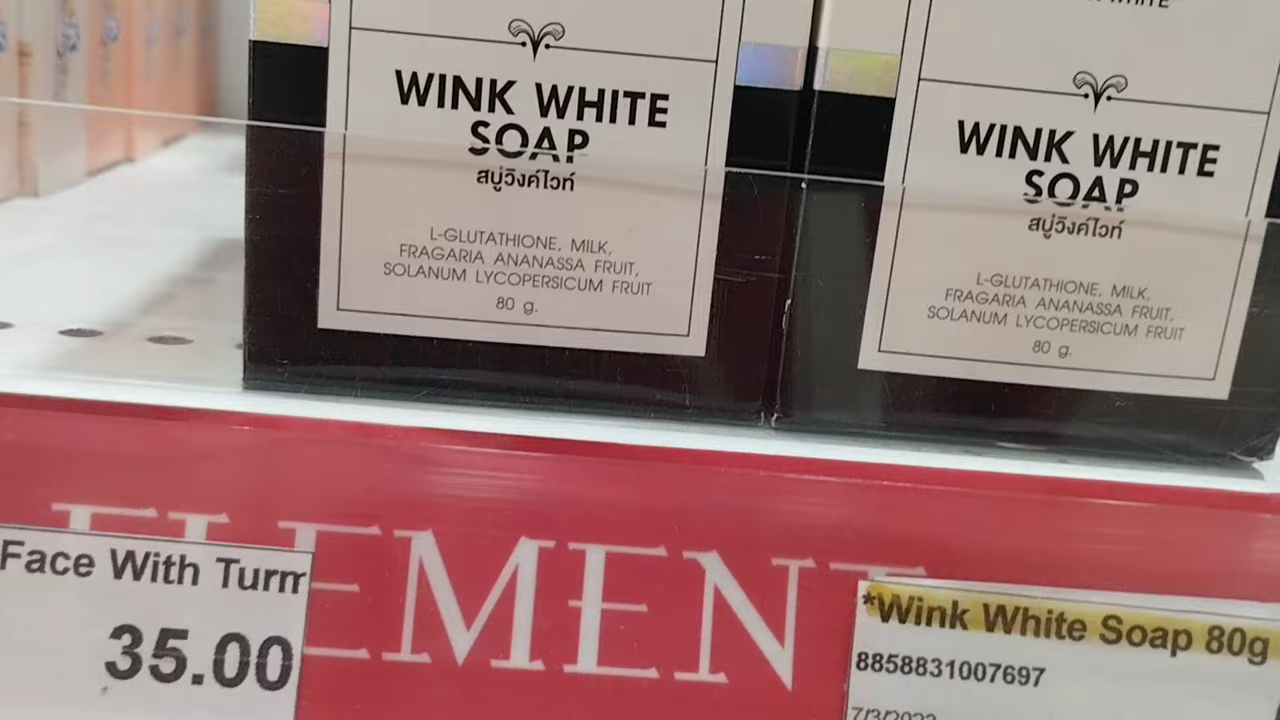 WINK WHITE
SOAP
สบู่วิงค์ไวท์
L-GLUTATHIONE, MILK,
FRAGARIA ANANASSA FRUIT,
SOLANUM LYCOPERSICUM FRUIT
80 g.
WHITE
WINK WHITE
SOAP
สบู่วิงค์ไวท์
L-GLUTATHIONE, MILK,
FRAGARIA ANANASSA FRUIT,
SOLANUM LYCOPERSICUM FRUIT
80 g.
ELEMENT
Face With Turm
35.00
*Wink White Soap 80g
8858831007697